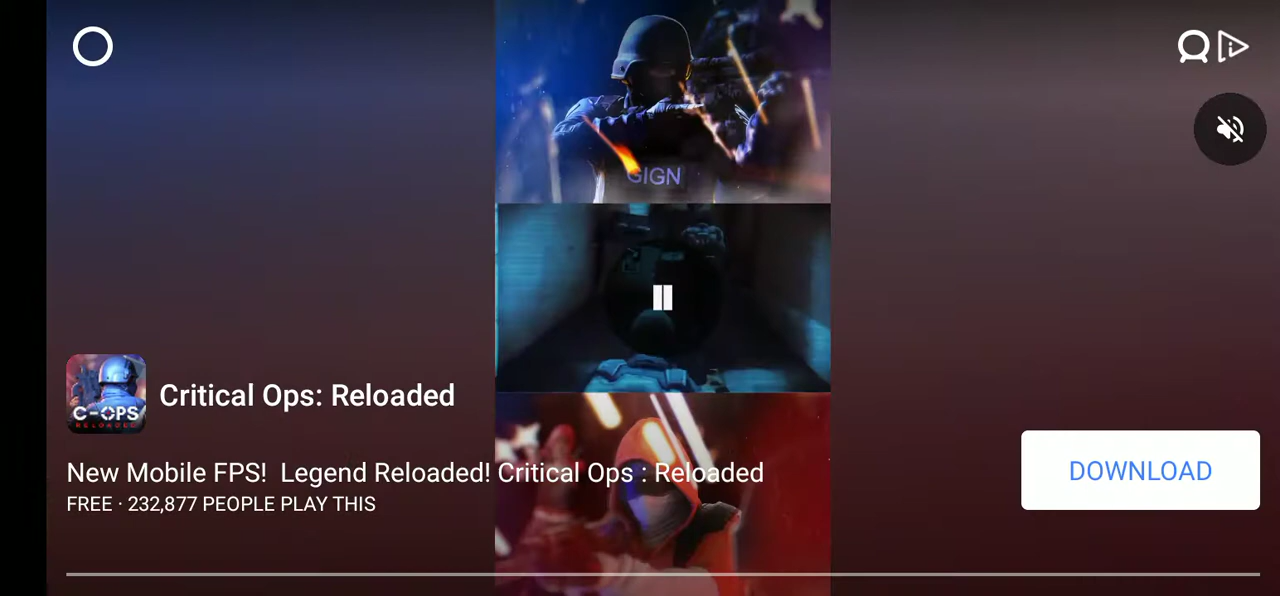 GIGN
C-OPS
RELOADED
Critical Ops: Reloaded
New Mobile FPS!  Legend Reloaded! Critical Ops : Reloaded
FREE · 232,877 PEOPLE PLAY THIS
DOWNLOAD